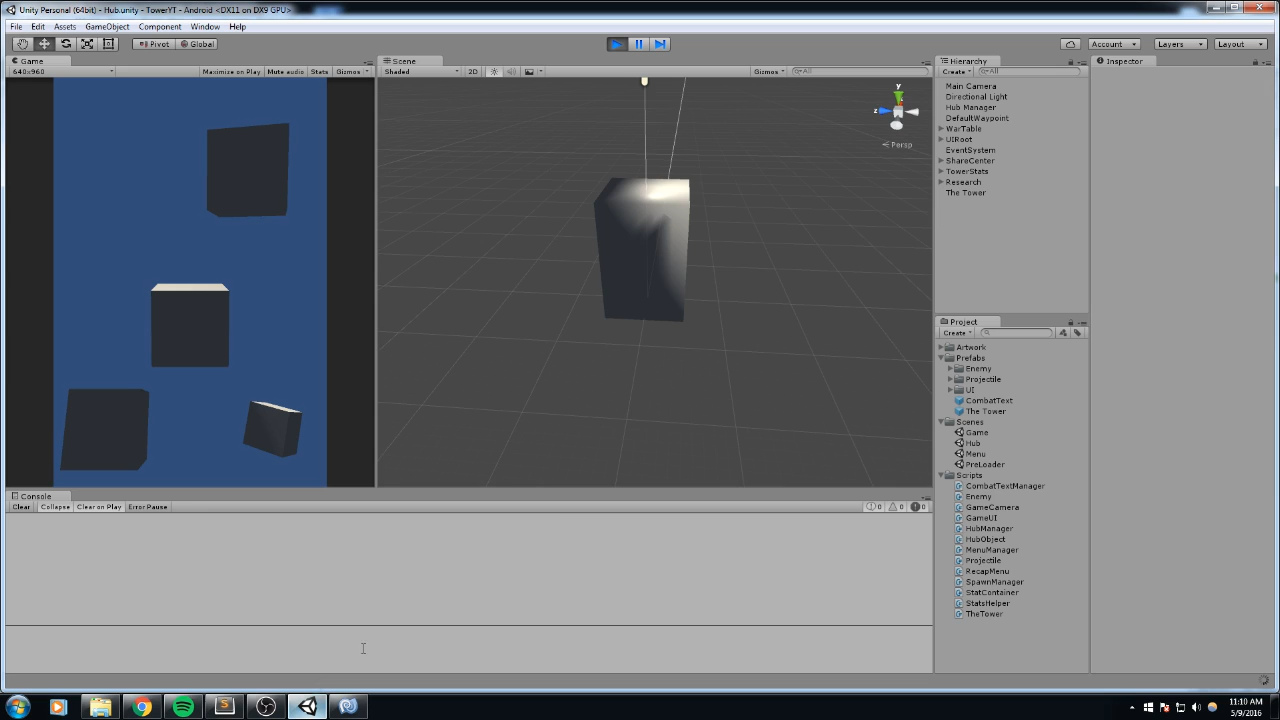 Unity Personal (64bit) - Hub.unity - TowerYT - Android <DX11 on DX9 GPU>
File Edit Assets GameObject Component Window Help
Pivot Global Account Layers Layout
Game Scene Hierarchy Inspector
640x960 Maximize on Play Mute audio Stats Gizmos Shaded 2D Gizmos All Create All
Main Camera
Directional Light
Hub Manager
DefaultWaypoint
WarTable
UIRoot
EventSystem
ShareCenter
TowerStats
Research
The Tower
y
z
Persp
Project
Create
Artwork
Prefabs
Enemy
Projectile
UI
CombatText
The Tower
Scenes
Game
Hub
Menu
PreLoader
Scripts
CombatTextManager
Enemy
GameCamera
GameUI
HubManager
HubObject
MenuManager
Projectile
RecapMenu
SpawnManager
StatContainer
StatsHelper
TheTower
Console
Clear Collapse Clear on Play Error Pause 0 0 0
11:10 AM
5/9/2016